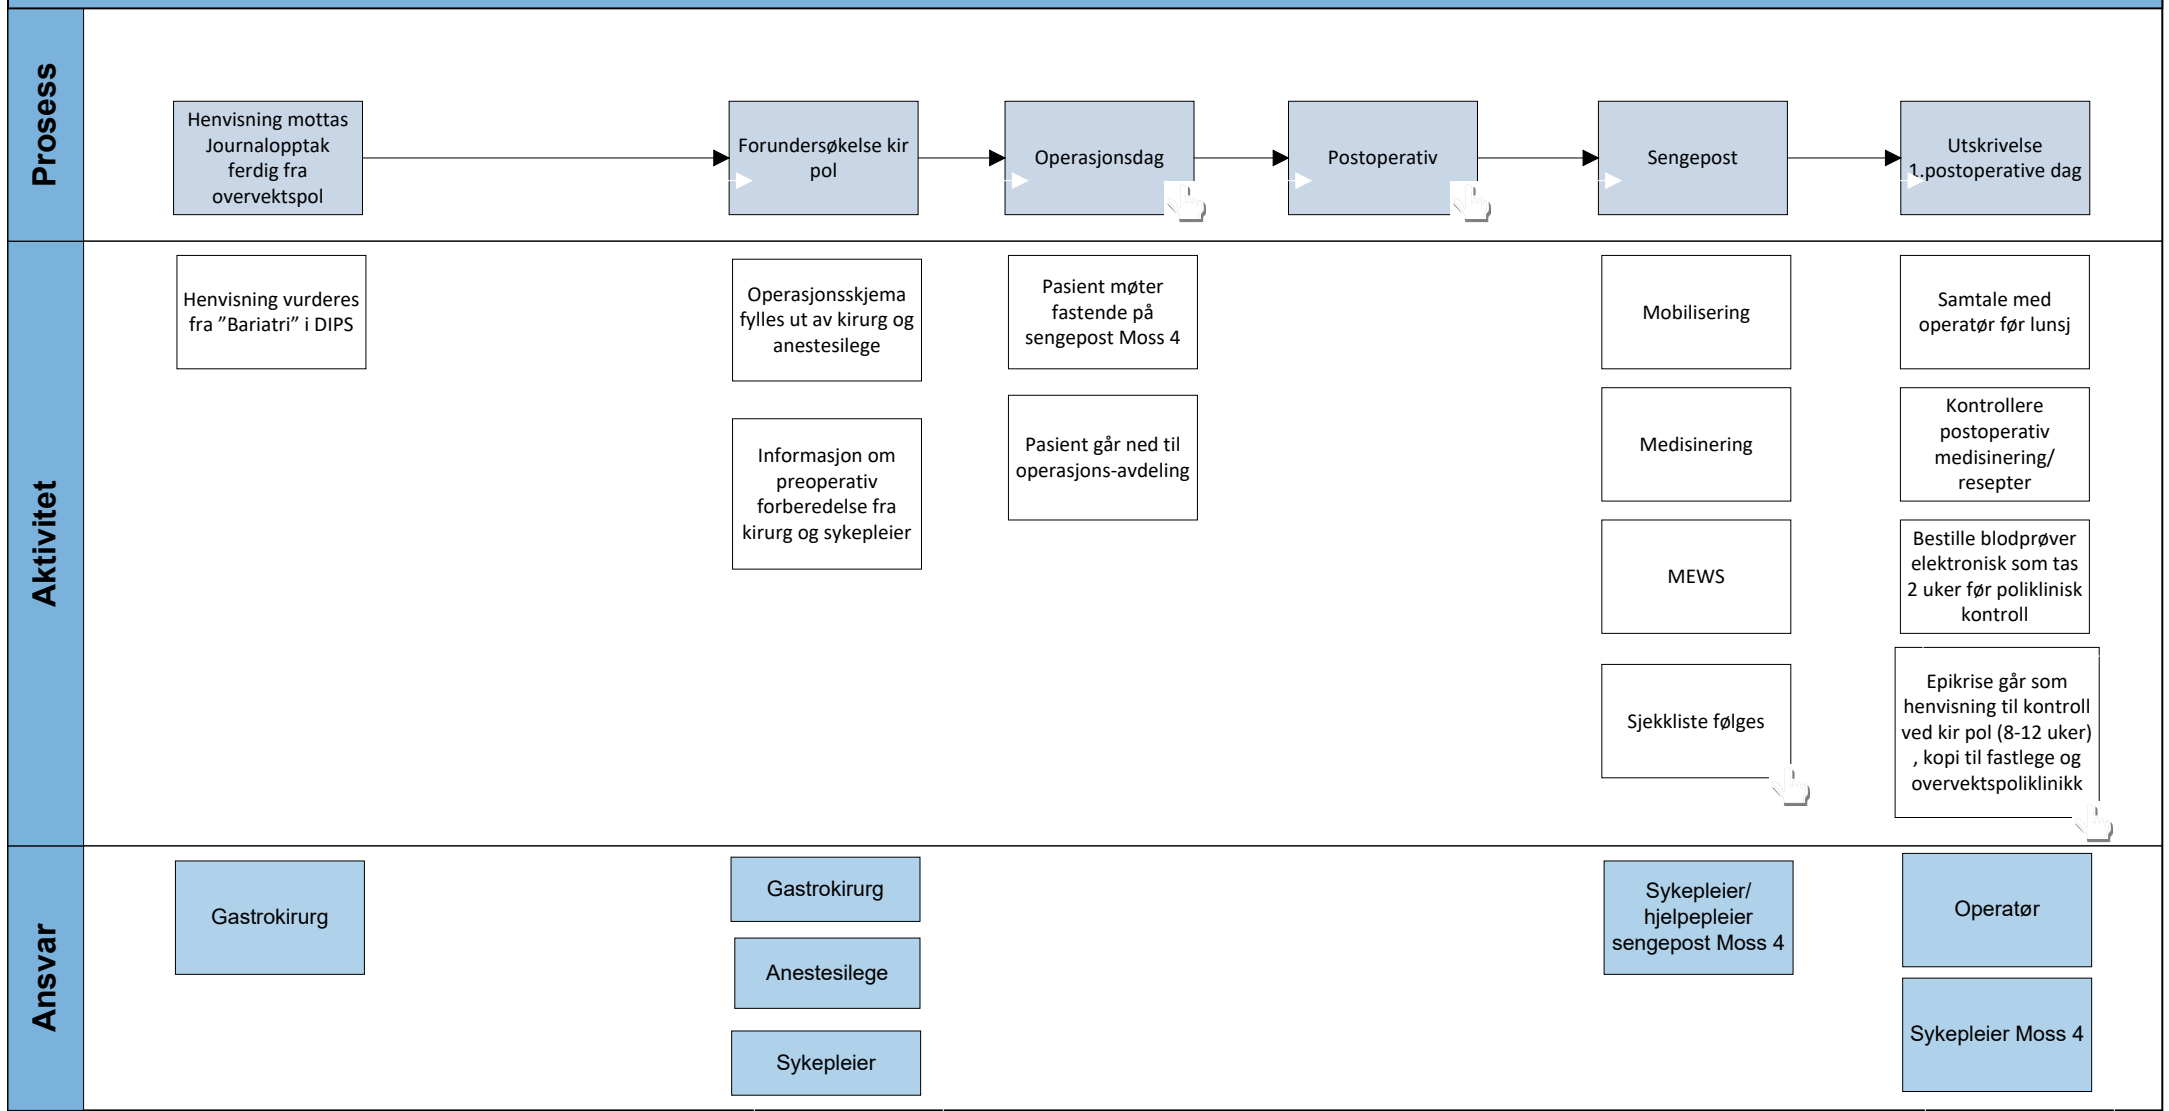 Prosess
Henvisning mottas
Journalopptak
ferdig fra
overvektspol
Forundersøkelse kir
pol
Operasjonsdag
Postoperativ
Sengepost
Utskrivelse
1.postoperative dag
Aktivitet
Henvisning vurderes
fra ”Bariatri” i DIPS
Operasjonsskjema
fylles ut av kirurg og
anestesilege
Informasjon om
preoperativ
forberedelse fra
kirurg og sykepleier
Pasient møter
fastende på
sengepost Moss 4
Pasient går ned til
operasjons-avdeling
Mobilisering
Medisinering
MEWS
Sjekkliste følges
Samtale med
operatør før lunsj
Kontrollere
postoperativ
medisinering/
resepter
Bestille blodprøver
elektronisk som tas
2 uker før poliklinisk
kontroll
Epikrise går som
henvisning til kontroll
ved kir pol (8-12 uker)
, kopi til fastlege og
overvektspoliklinikk
Ansvar
Gastrokirurg
Gastrokirurg
Anestesilege
Sykepleier
Sykepleier/
hjelpepleier
sengepost Moss 4
Operatør
Sykepleier Moss 4